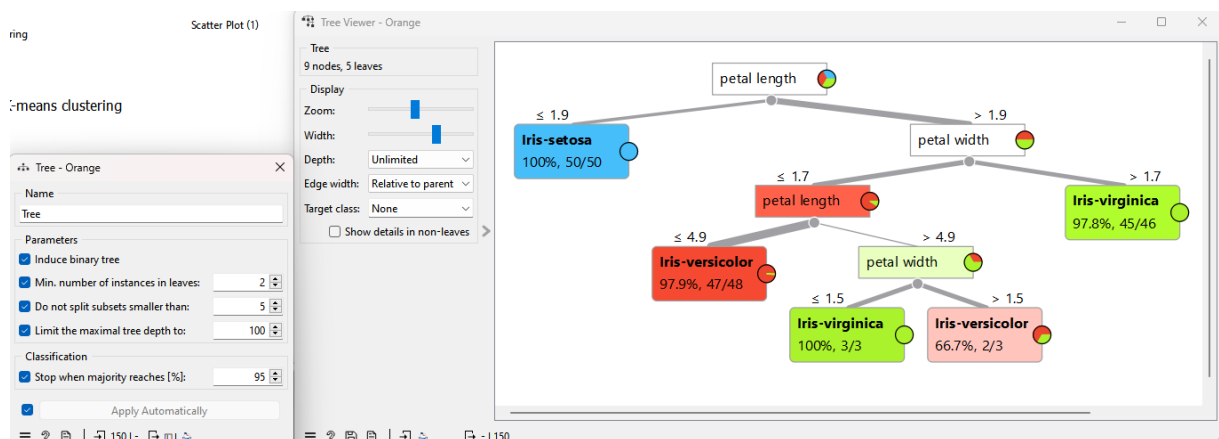 ring
Scatter Plot (1)
-means clustering
Tree - Orange
Name
Tree
Parameters
Induce binary tree
Min. number of instances in leaves: 2
Do not split subsets smaller than: 5
Limit the maximal tree depth to: 100
Classification
Stop when majority reaches [%]: 95
Apply Automatically
150
Tree Viewer - Orange
Tree
9 nodes, 5 leaves
Display
Zoom:
Width:
Depth: Unlimited
Edge width: Relative to parent
Target class: None
Show details in non-leaves
- | 150
petal length
≤ 1.9
> 1.9
Iris-setosa
100%, 50/50
petal width
≤ 1.7
> 1.7
petal length
Iris-virginica
97.8%, 45/46
≤ 4.9
> 4.9
Iris-versicolor
97.9%, 47/48
petal width
≤ 1.5
> 1.5
Iris-virginica
100%, 3/3
Iris-versicolor
66.7%, 2/3